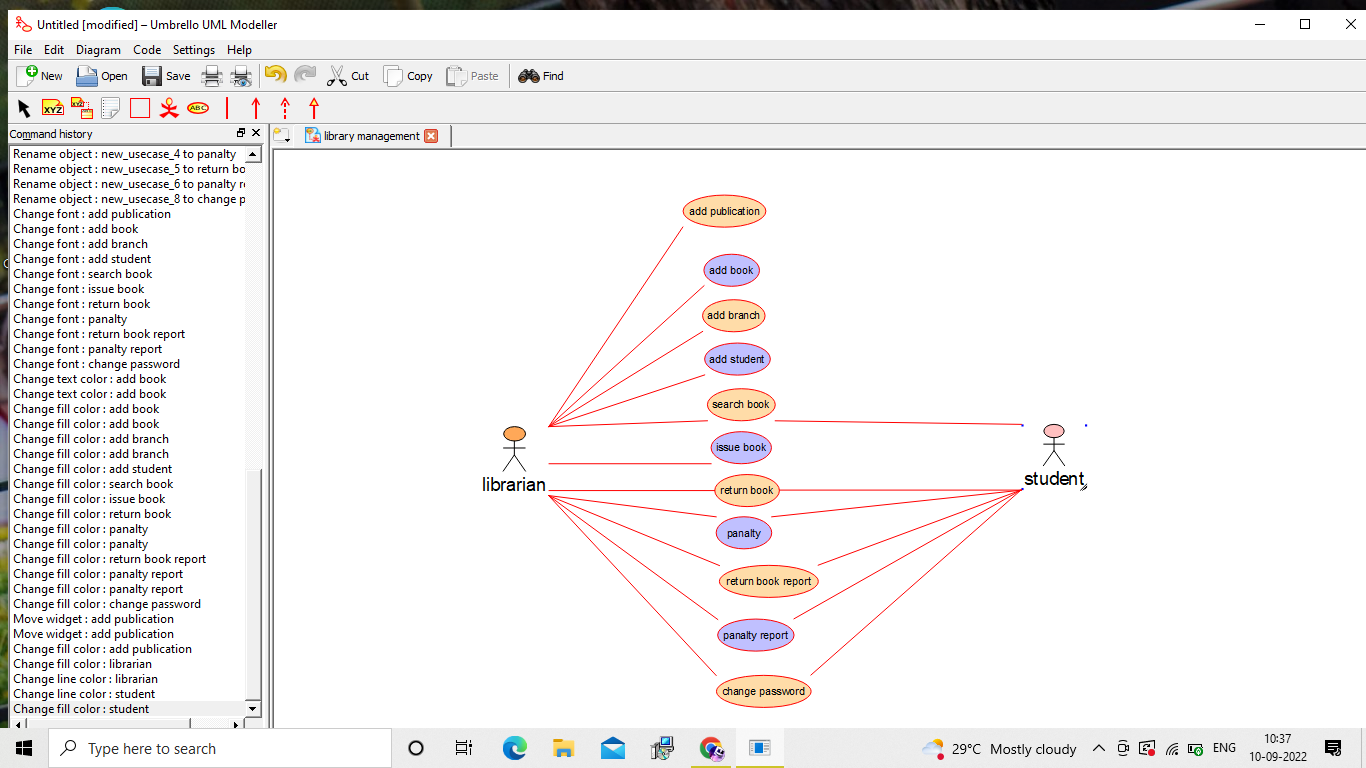 Untitled [modified] – Umbrello UML Modeller
File Edit Diagram Code Settings Help
New Open Save Cut Copy Paste Find
XYZ XYZ ABC
Command history
library management
Rename object : new_usecase_4 to panalty
Rename object : new_usecase_5 to return bo
Rename object : new_usecase_6 to panalty r
Rename object : new_usecase_8 to change p
Change font : add publication
Change font : add book
Change font : add branch
Change font : add student
Change font : search book
Change font : issue book
Change font : return book
Change font : panalty
Change font : return book report
Change font : panalty report
Change font : change password
Change text color : add book
Change text color : add book
Change fill color : add book
Change fill color : add book
Change fill color : add branch
Change fill color : add branch
Change fill color : add student
Change fill color : search book
Change fill color : issue book
Change fill color : return book
Change fill color : panalty
Change fill color : panalty
Change fill color : return book report
Change fill color : panalty report
Change fill color : panalty report
Change fill color : change password
Move widget : add publication
Move widget : add publication
Change fill color : add publication
Change fill color : librarian
Change line color : librarian
Change line color : student
Change fill color : student
add publication
add book
add branch
add student
search book
issue book
return book
panalty
return book report
panalty report
change password
librarian
student
Type here to search
29°C Mostly cloudy
ENG
10:37
10-09-2022